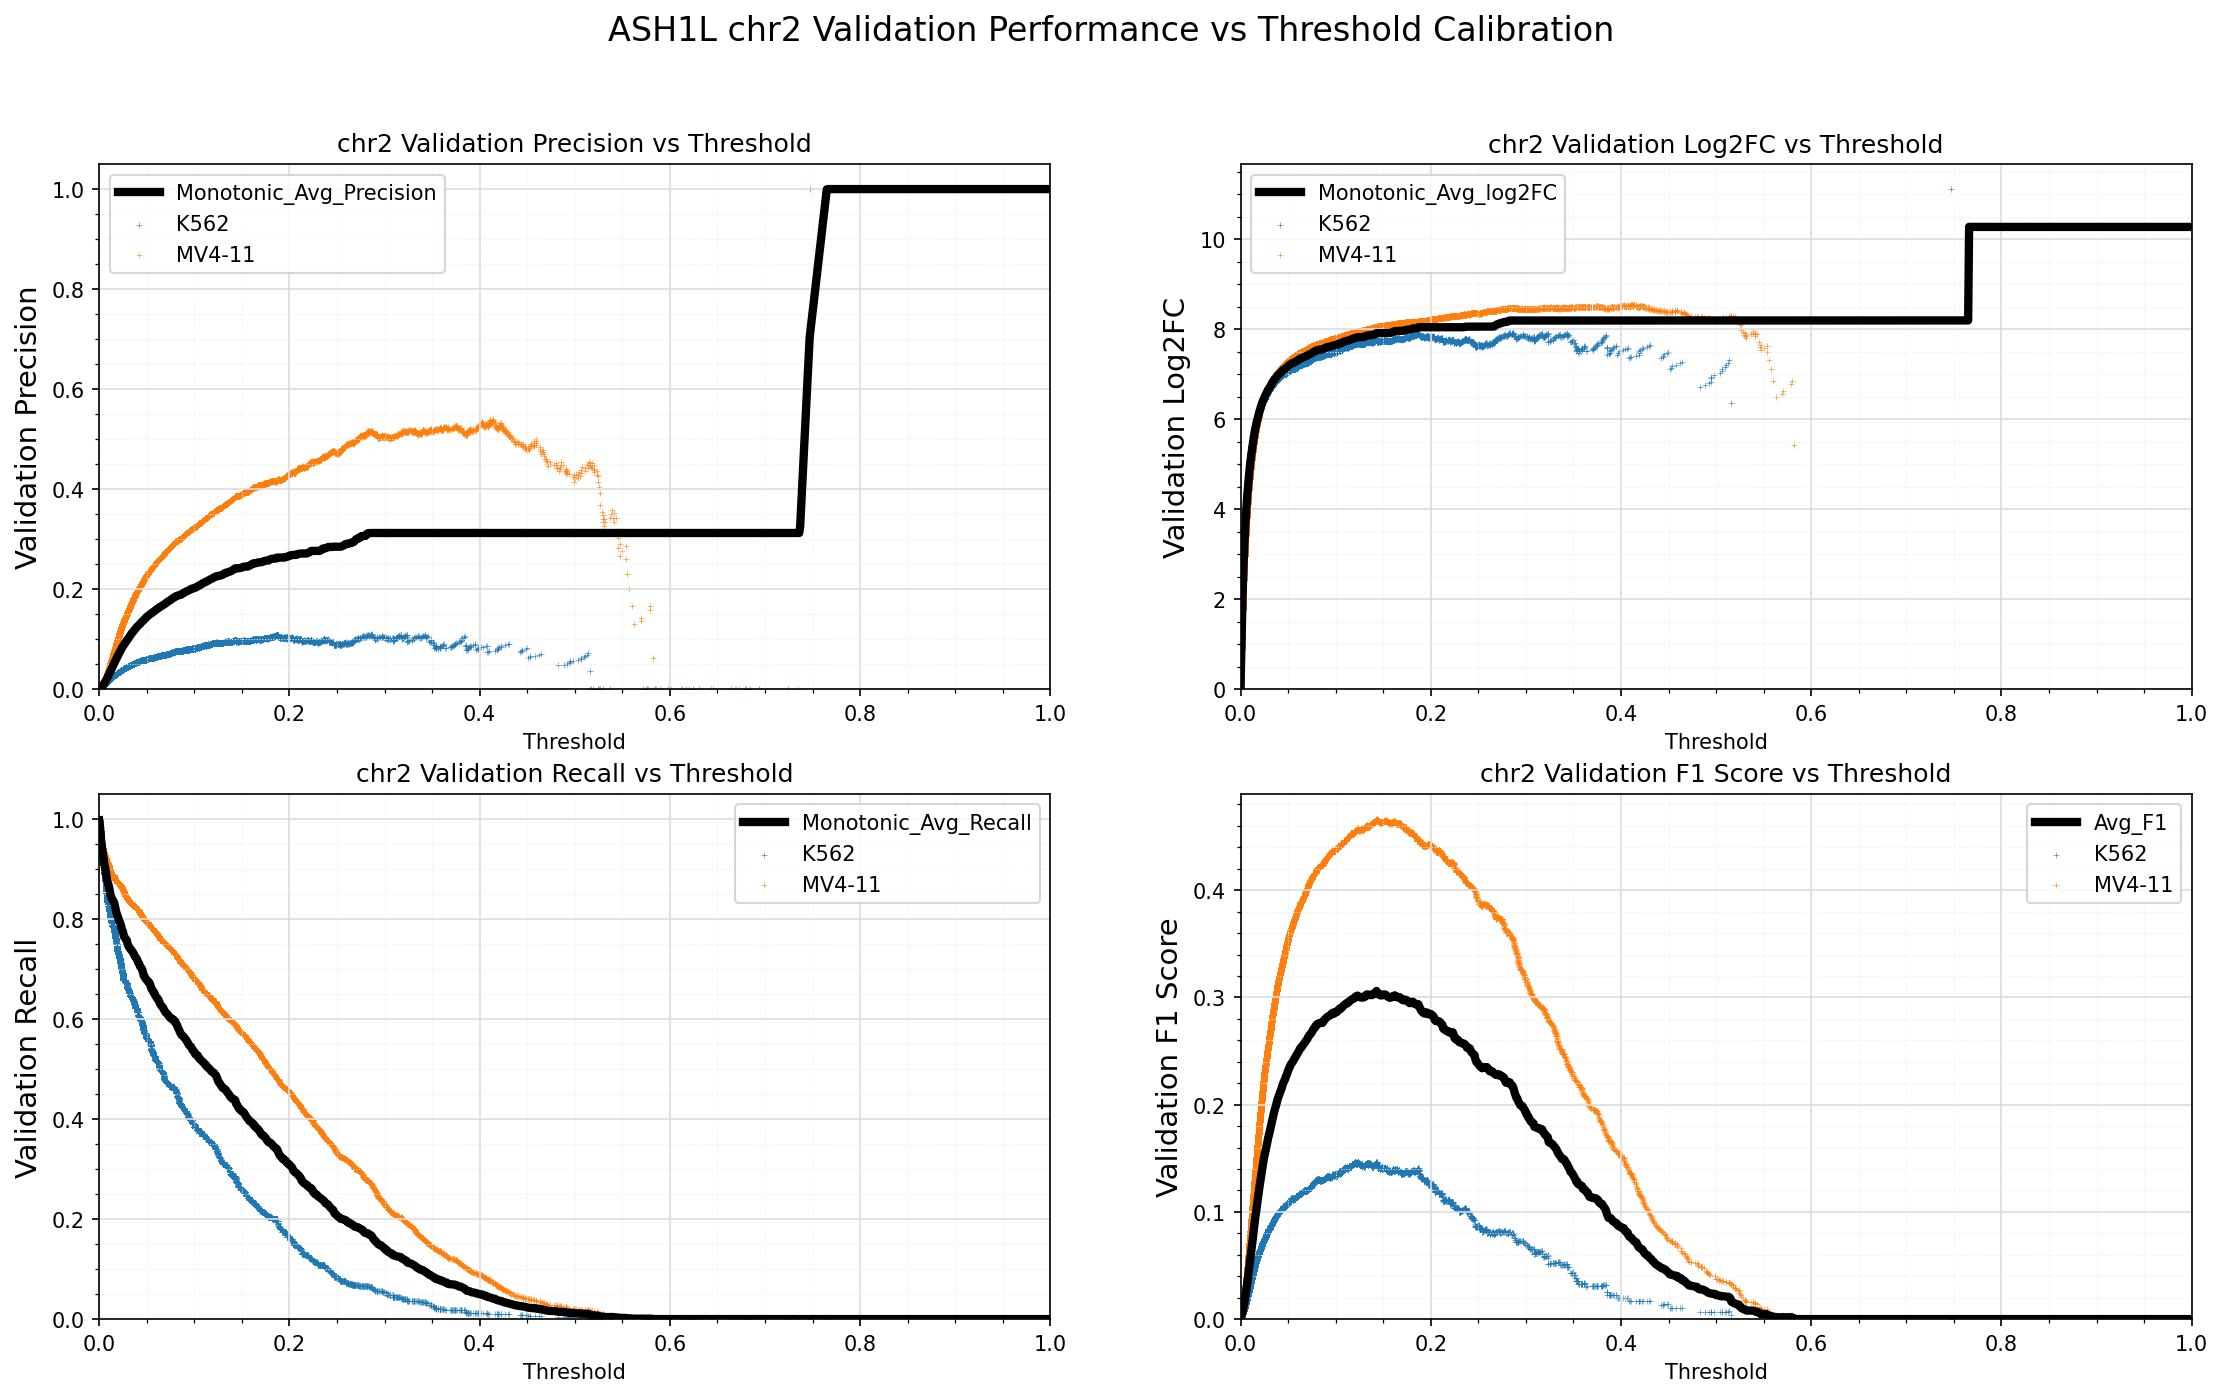 ASH1L chr2 Validation Performance vs Threshold Calibration
chr2 Validation Precision vs Threshold
Validation Precision
1.0
0.8
0.6
0.4
0.2
0.0
Monotonic_Avg_Precision
K562
MV4-11
0.0 0.2 0.4 0.6 0.8 1.0
Threshold
chr2 Validation Log2FC vs Threshold
Validation Log2FC
10
8
6
4
2
0
Monotonic_Avg_log2FC
K562
MV4-11
0.0 0.2 0.4 0.6 0.8 1.0
Threshold
chr2 Validation Recall vs Threshold
Validation Recall
1.0
0.8
0.6
0.4
0.2
0.0
Monotonic_Avg_Recall
K562
MV4-11
0.0 0.2 0.4 0.6 0.8 1.0
Threshold
chr2 Validation F1 Score vs Threshold
Validation F1 Score
0.4
0.3
0.2
0.1
0.0
Avg_F1
K562
MV4-11
0.0 0.2 0.4 0.6 0.8 1.0
Threshold